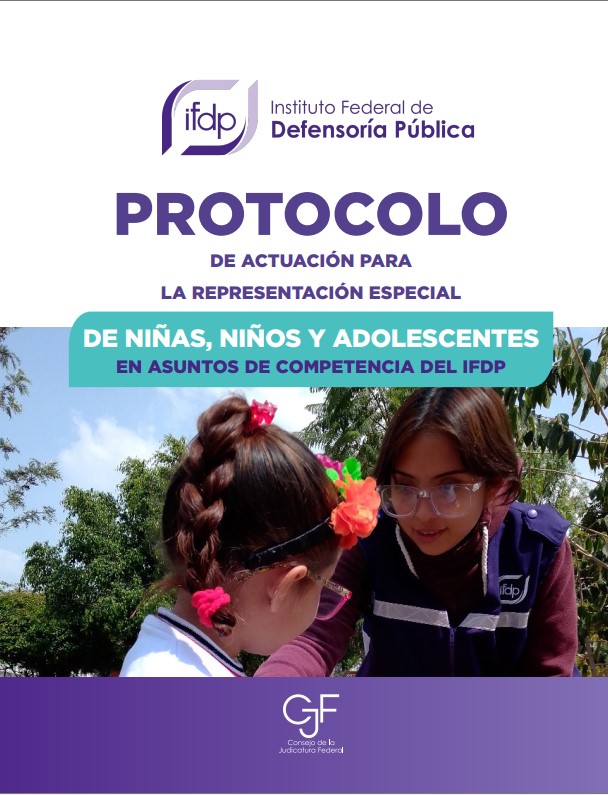 ifdp
Instituto Federal de
Defensoría Pública
PROTOCOLO
DE ACTUACIÓN PARA
LA REPRESENTACIÓN ESPECIAL
DE NIÑAS, NIÑOS Y ADOLESCENTES
EN ASUNTOS DE COMPETENCIA DEL IFDP
ifdp
CJF
Consejo de la
Judicatura Federal